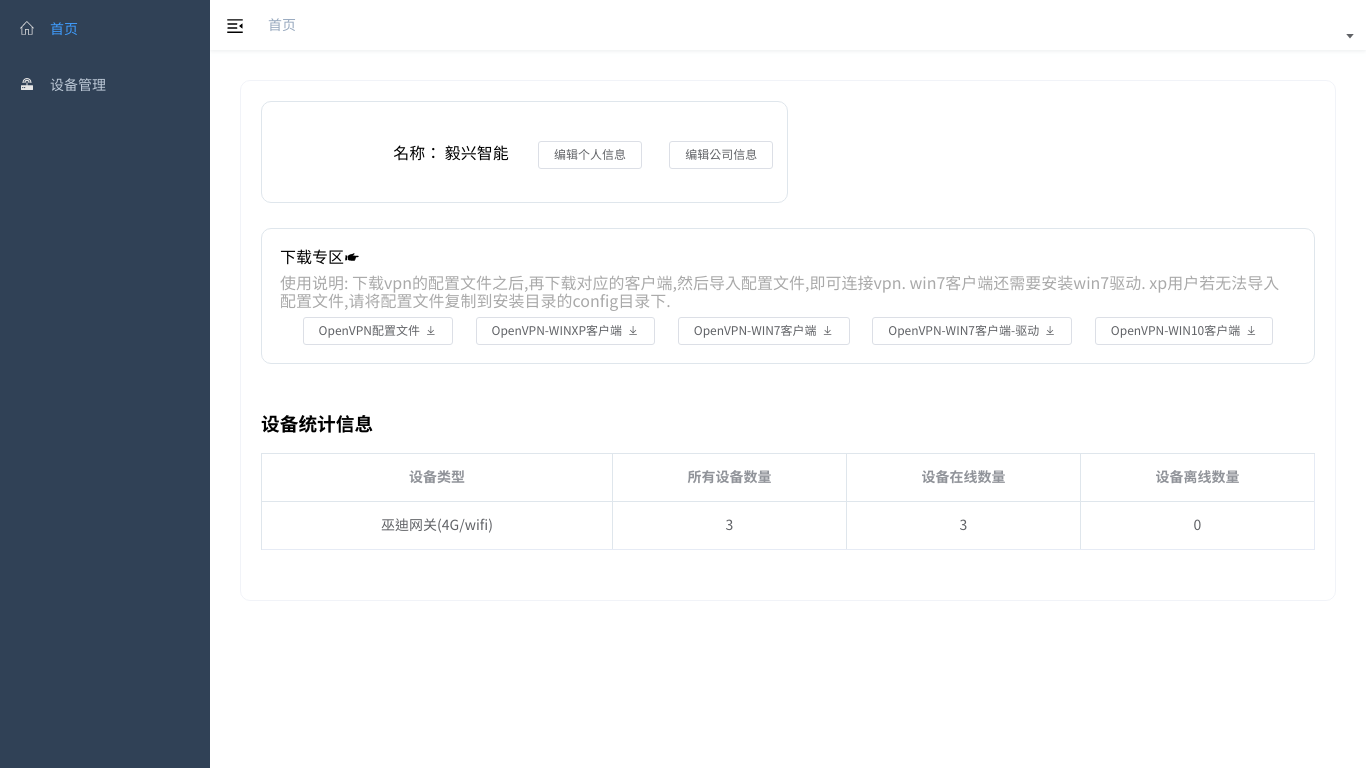 首页
设备管理
首页
名称： 毅兴智能
编辑个人信息
编辑公司信息
下载专区
使用说明: 下载vpn的配置文件之后,再下载对应的客户端,然后导入配置文件,即可连接vpn. win7客户端还需要安装win7驱动. xp用户若无法导入
配置文件,请将配置文件复制到安装目录的config目录下.
OpenVPN配置文件
OpenVPN-WINXP客户端
OpenVPN-WIN7客户端
OpenVPN-WIN7客户端-驱动
OpenVPN-WIN10客户端
设备统计信息
设备类型 所有设备数量 设备在线数量 设备离线数量
巫迪网关(4G/wifi) 3 3 0